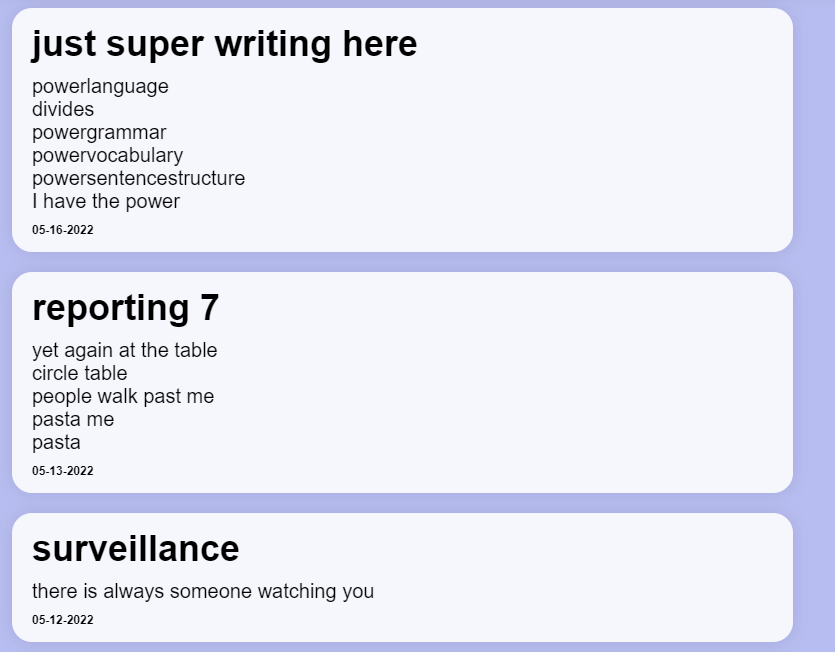 just super writing here
powerlanguage
divides
powergrammar
powervocabulary
powersentencestructure
I have the power
05-16-2022
reporting 7
yet again at the table
circle table
people walk past me
pasta me
pasta
05-13-2022
surveillance
there is always someone watching you
05-12-2022